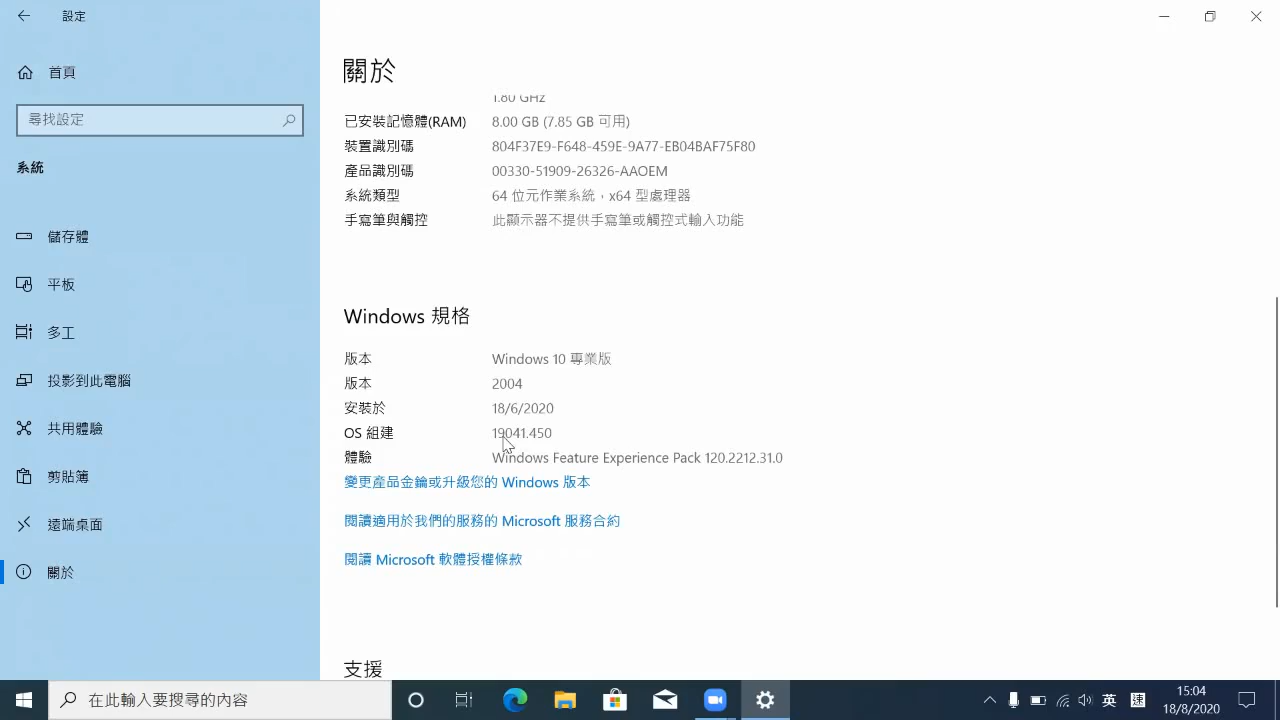 設定
首頁
尋找設定
系統
儲存體
平板
多工
投影到此電腦
共用體驗
剪貼簿
遠端桌面
關於
關於
1.80 GHz
已安裝記憶體(RAM) 8.00 GB (7.85 GB 可用)
裝置識別碼 804F37E9-F648-459E-9A77-EB04BAF75F80
產品識別碼 00330-51909-26326-AAOEM
系統類型 64 位元作業系統，x64 型處理器
手寫筆與觸控 此顯示器不提供手寫筆或觸控式輸入功能
Windows 規格
版本 Windows 10 專業版
版本 2004
安裝於 18/6/2020
OS 組建 19041.450
體驗 Windows Feature Experience Pack 120.2212.31.0
變更產品金鑰或升級您的 Windows 版本
閱讀適用於我們的服務的 Microsoft 服務合約
閱讀 Microsoft 軟體授權條款
支援
在此輸入要搜尋的內容
英
速
15:04
18/8/2020